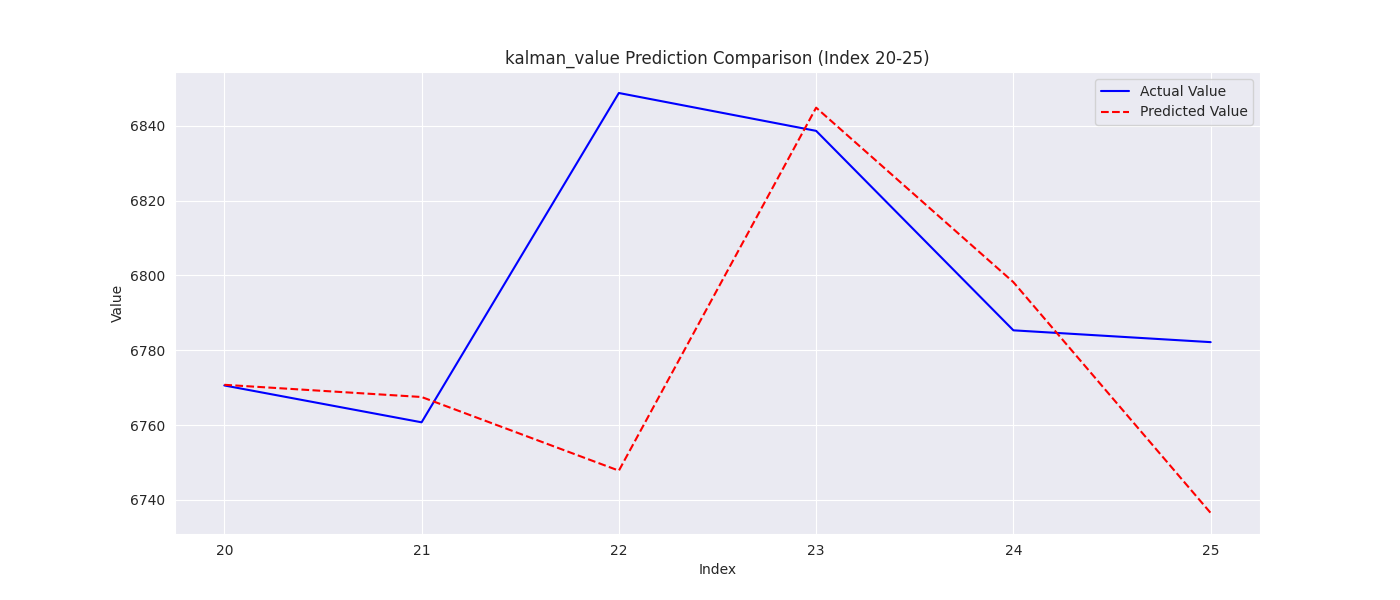 kalman_value Prediction Comparison (Index 20-25)
Actual Value
Predicted Value
6840
6820
6800
6780
6760
6740
Value
20 21 22 23 24 25
Index